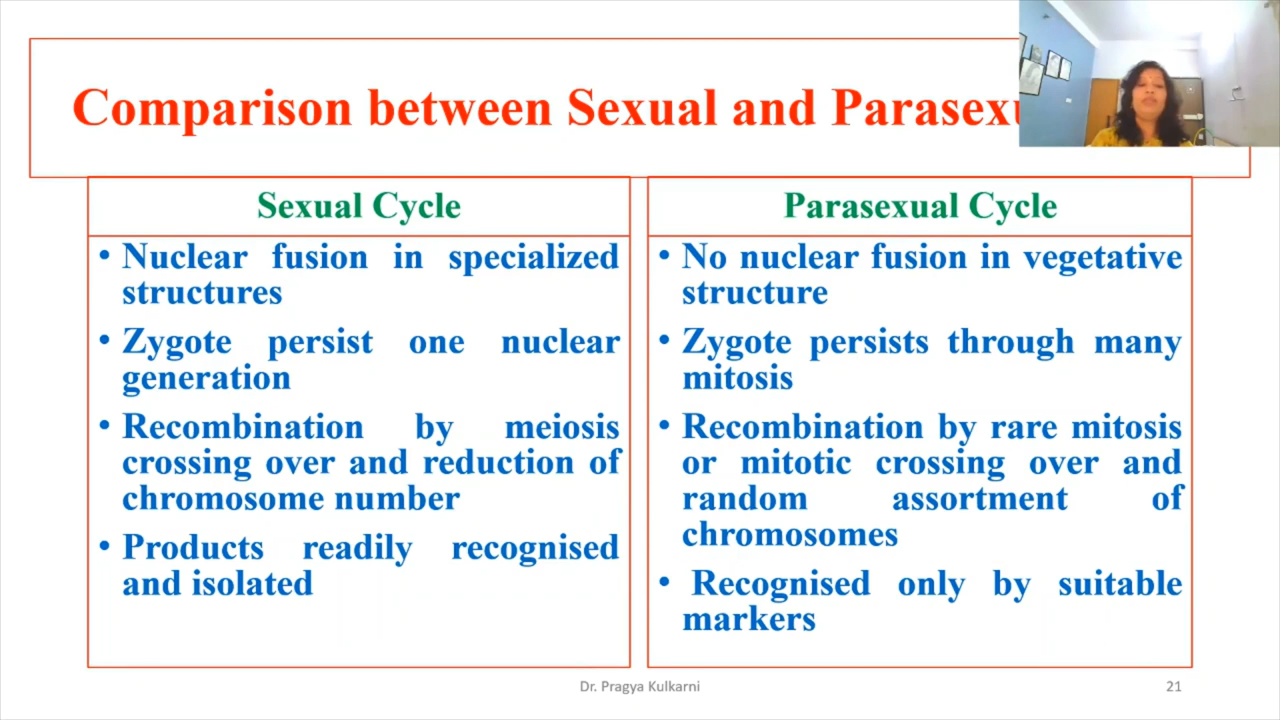 Comparison between Sexual and
Sexual Cycle
• Nuclear fusion in specialized
structures
• Zygote persist one nuclear
generation
• Recombination by meiosis
crossing over and reduction of
chromosome number
• Products readily recognised
and isolated
Parasexual Cycle
• No nuclear fusion in vegetative
structure
• Zygote persists through many
mitosis
• Recombination by rare mitosis
or mitotic crossing over and
random assortment of
chromosomes
• Recognised only by suitable
markers
Dr. Pragya Kulkarni
21